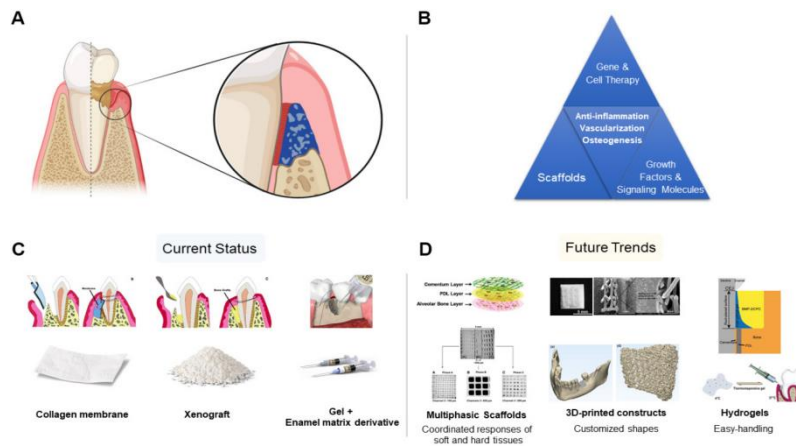 A
B
Gene &
Cell Therapy
Anti-inflammation
Vascularization
Osteogenesis
Scaffolds
Growth
Factors &
Signaling Molecules
C
Current Status
Collagen membrane
Xenograft
Gel +
Enamel matrix derivative
D
Future Trends
Cementum Layer
PDL Layer
Alveolar Bone Layer
Multiphasic Scaffolds
Coordinated responses of
soft and hard tissues
3D-printed constructs
Customized shapes
Hydrogels
Easy-handling